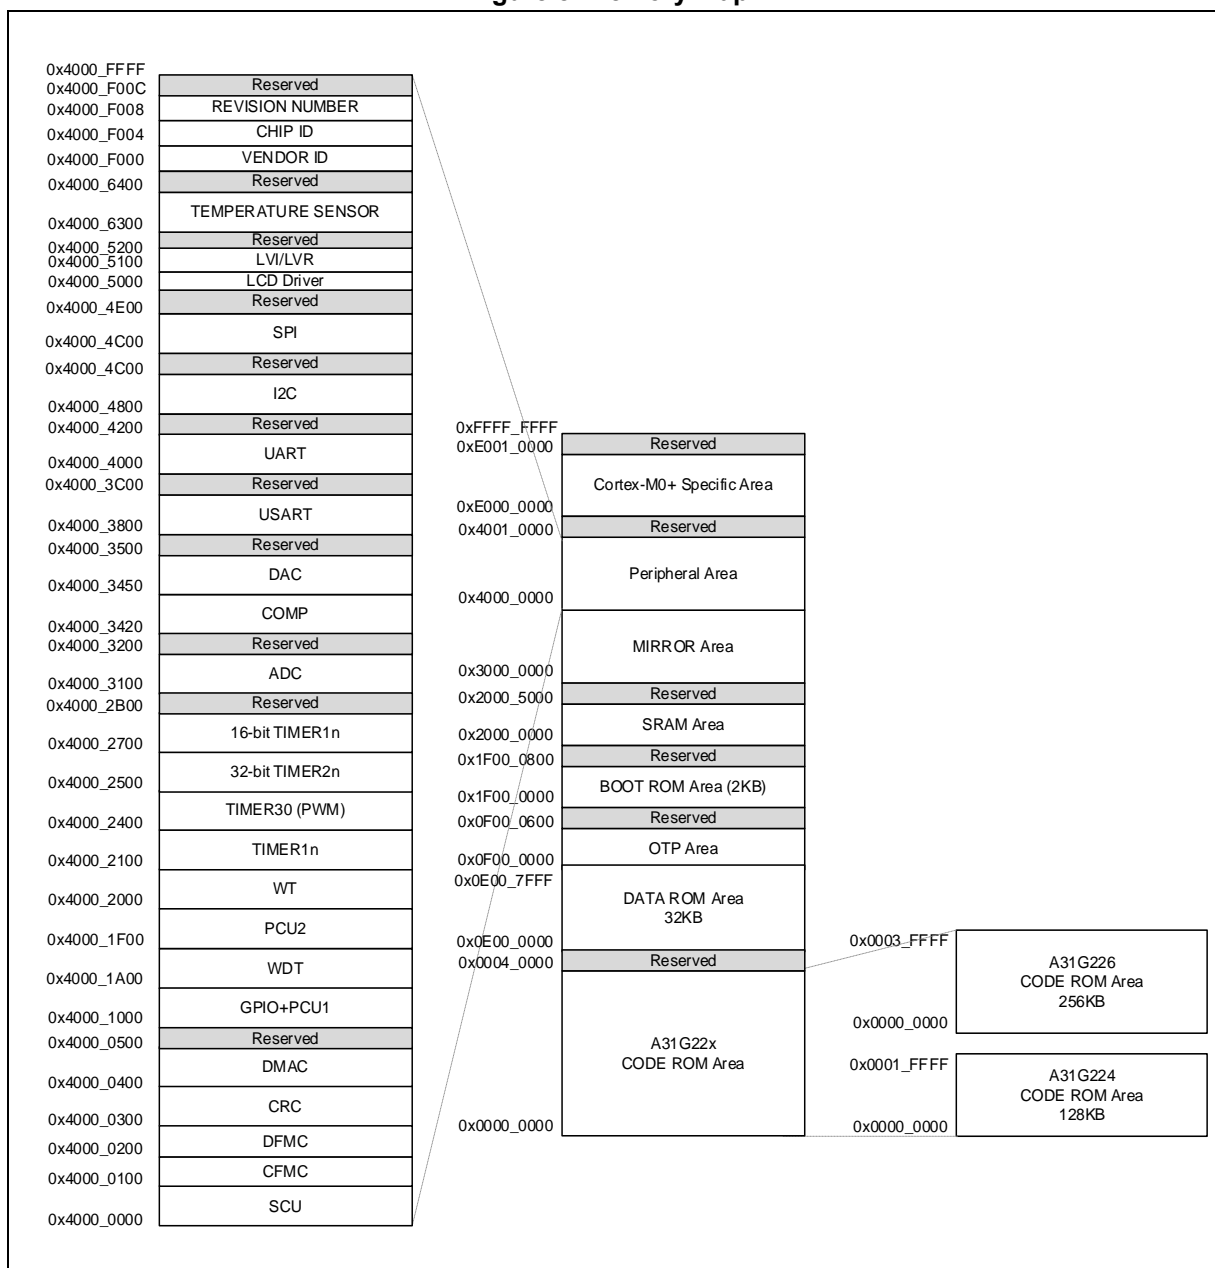 0x4000_FFFF
Reserved
0x4000_F00C
REVISION NUMBER
0x4000_F008
CHIP ID
0x4000_F004
VENDOR ID
0x4000_F000
Reserved
0x4000_6400
TEMPERATURE SENSOR
0x4000_6300
Reserved
0x4000_5200
LVI/LVR
0x4000_5100
LCD Driver
0x4000_5000
Reserved
0x4000_4E00
SPI
0x4000_4C00
Reserved
0x4000_4C00
I2C
0x4000_4800
Reserved
0x4000_4200
UART
0x4000_4000
Reserved
0x4000_3C00
USART
0x4000_3800
Reserved
0x4000_3500
DAC
0x4000_3450
COMP
0x4000_3420
Reserved
0x4000_3200
ADC
0x4000_3100
Reserved
0x4000_2B00
16-bit TIMER1n
0x4000_2700
32-bit TIMER2n
0x4000_2500
TIMER30 (PWM)
0x4000_2400
TIMER1n
0x4000_2100
WT
0x4000_2000
PCU2
0x4000_1F00
WDT
0x4000_1A00
GPIO+PCU1
0x4000_1000
Reserved
0x4000_0500
DMAC
0x4000_0400
CRC
0x4000_0300
DFMC
0x4000_0200
CFMC
0x4000_0100
SCU
0x4000_0000
0xFFFF_FFFF
Reserved
0xE001_0000
Cortex-M0+ Specific Area
0xE000_0000
Reserved
0x4001_0000
Peripheral Area
0x4000_0000
MIRROR Area
0x3000_0000
Reserved
0x2000_5000
SRAM Area
0x2000_0000
Reserved
0x1F00_0800
BOOT ROM Area (2KB)
0x1F00_0000
Reserved
0x0F00_0600
OTP Area
0x0F00_0000
0x0E00_7FFF
DATA ROM Area
32KB
0x0E00_0000
Reserved
0x0004_0000
A31G22x
CODE ROM Area
0x0000_0000
0x0003_FFFF
A31G226
CODE ROM Area
256KB
0x0000_0000
0x0001_FFFF
A31G224
CODE ROM Area
128KB
0x0000_0000